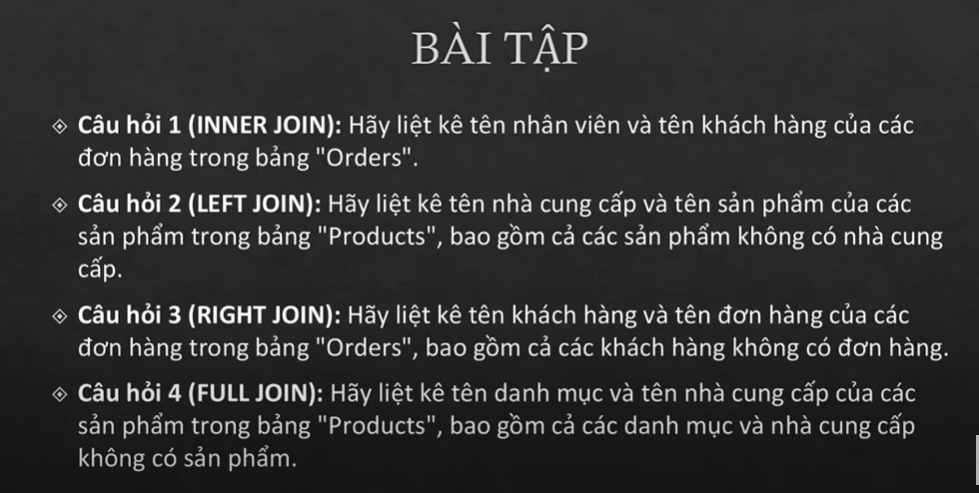 BÀI TẬP
Câu hỏi 1 (INNER JOIN): Hãy liệt kê tên nhân viên và tên khách hàng của các
đơn hàng trong bảng "Orders".
Câu hỏi 2 (LEFT JOIN): Hãy liệt kê tên nhà cung cấp và tên sản phẩm của các
sản phẩm trong bảng "Products", bao gồm cả các sản phẩm không có nhà cung
cấp.
Câu hỏi 3 (RIGHT JOIN): Hãy liệt kê tên khách hàng và tên đơn hàng của các
đơn hàng trong bảng "Orders", bao gồm cả các khách hàng không có đơn hàng.
Câu hỏi 4 (FULL JOIN): Hãy liệt kê tên danh mục và tên nhà cung cấp của các
sản phẩm trong bảng "Products", bao gồm cả các danh mục và nhà cung cấp
không có sản phẩm.